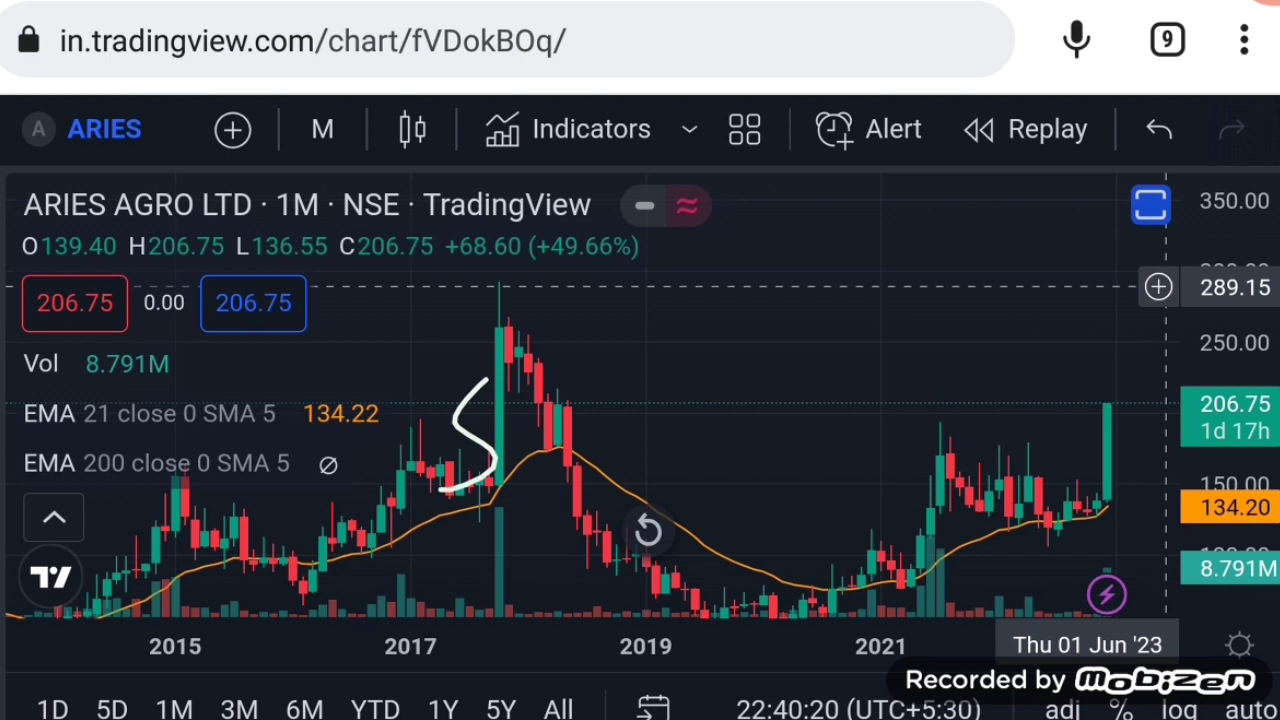 in.tradingview.com/chart/fVDokBOq/
9
A ARIES
M
Indicators
Alert
Replay
ARIES AGRO LTD · 1M · NSE · TradingView
O139.40 H206.75 L136.55 C206.75 +68.60 (+49.66%)
206.75 0.00 206.75
Vol 8.791M
EMA 21 close 0 SMA 5 134.22
EMA 200 close 0 SMA 5 ∅
350.00
289.15
250.00
206.75
1d 17h
150.00
134.20
8.791M
2015 2017 2019 2021 Thu 01 Jun '23
Recorded by mobizen
1D 5D 1M 3M 6M YTD 1Y 5Y All 22:40:20 (UTC+5:30) adj % log auto